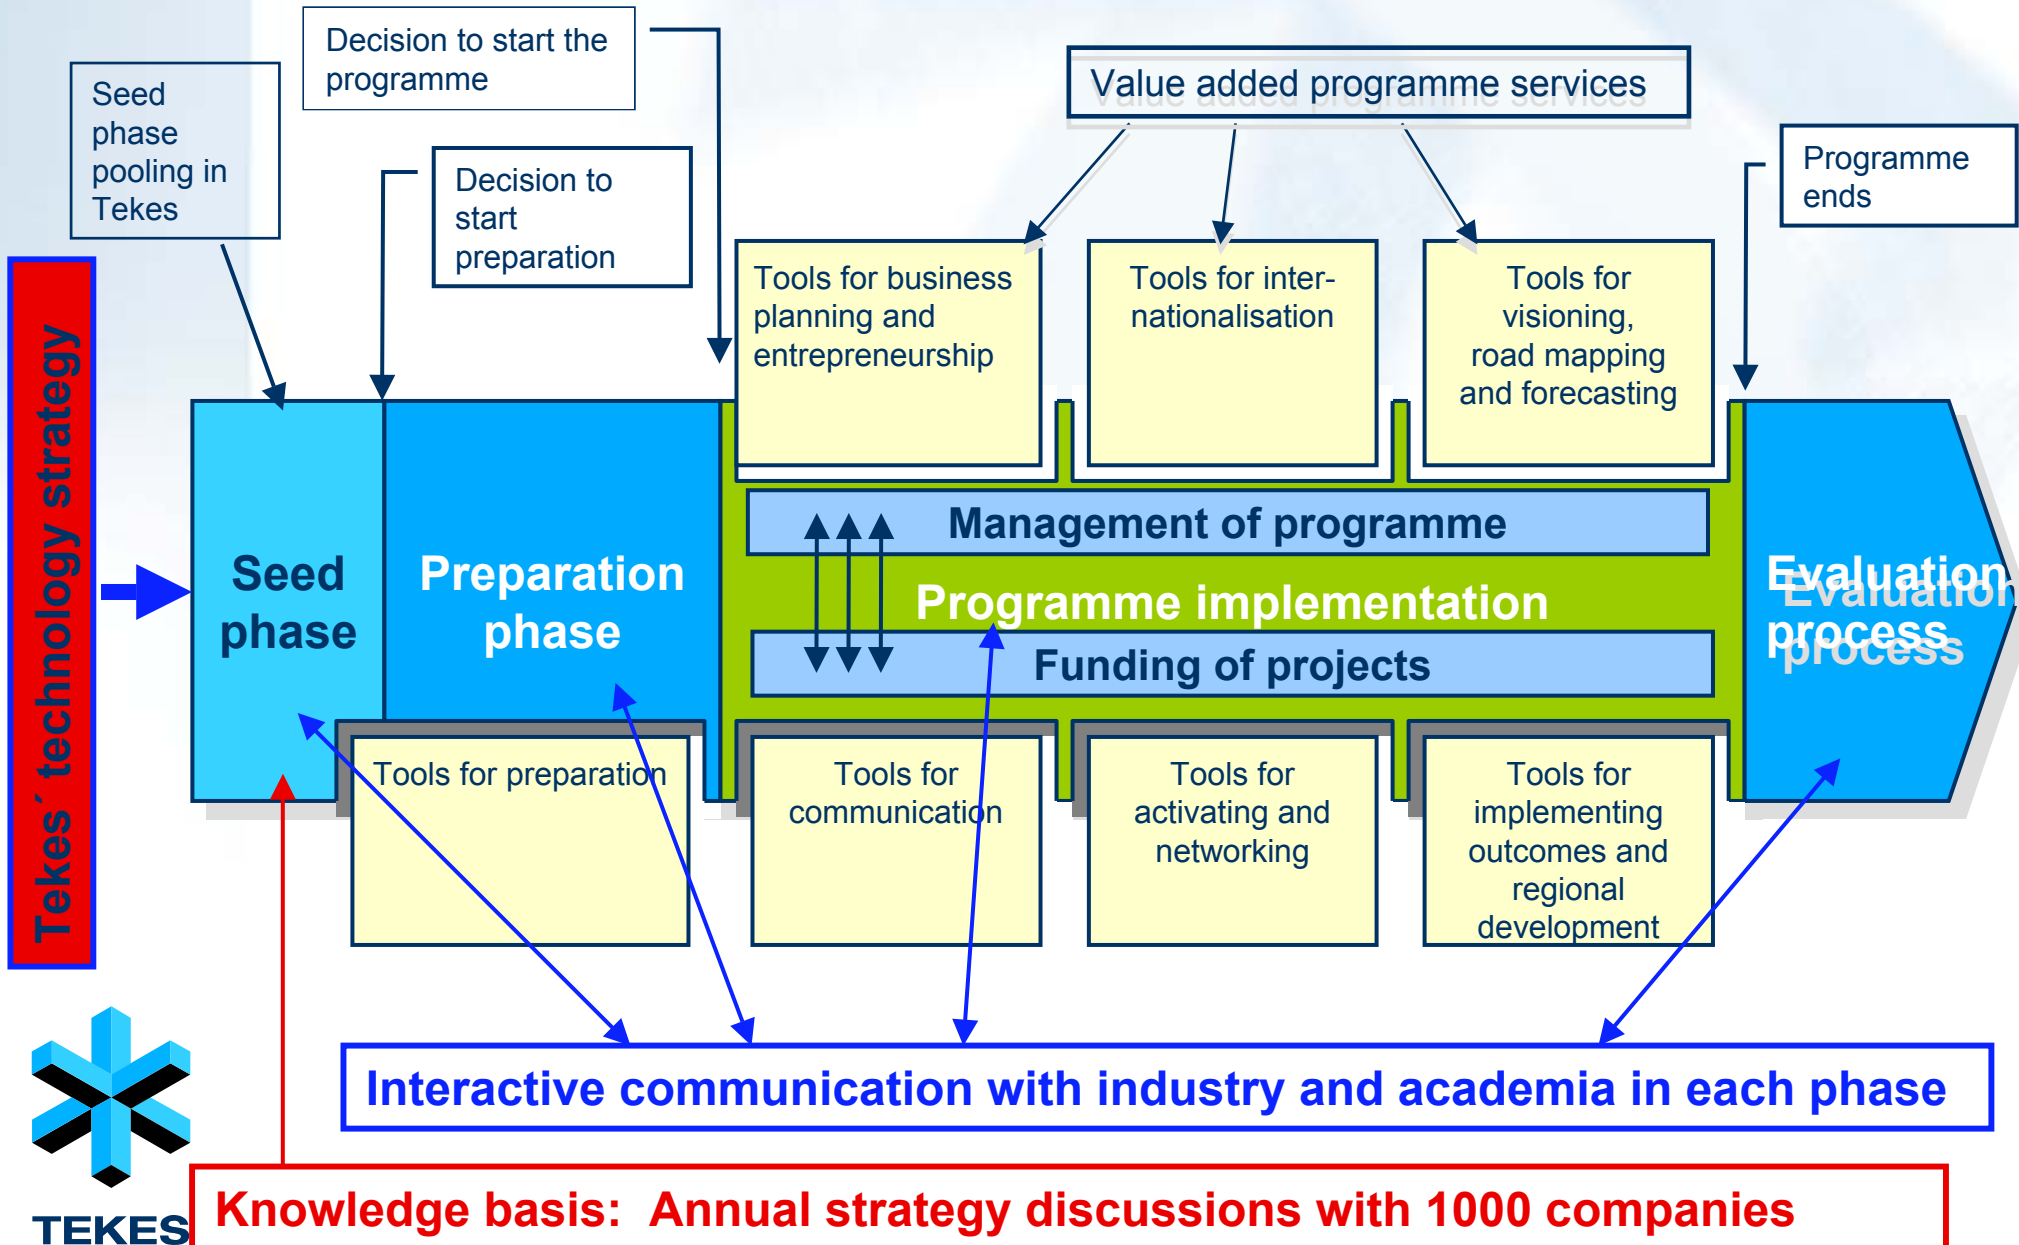 Decision to start the
programme
Seed
phase
pooling in
Tekes
Decision to
start
preparation
Value added programme services
Programme
ends
Tools for business
planning and
entrepreneurship
Tools for inter-
nationalisation
Tools for
visioning,
road mapping
and forecasting
Tekes´ technology strategy
Seed
phase
Preparation
phase
Management of programme
Programme implementation
Funding of projects
Evaluation
process
Tools for preparation
Tools for
communication
Tools for
activating and
networking
Tools for
implementing
outcomes and
regional
development
Interactive communication with industry and academia in each phase
Knowledge basis:  Annual strategy discussions with 1000 companies
TEKES